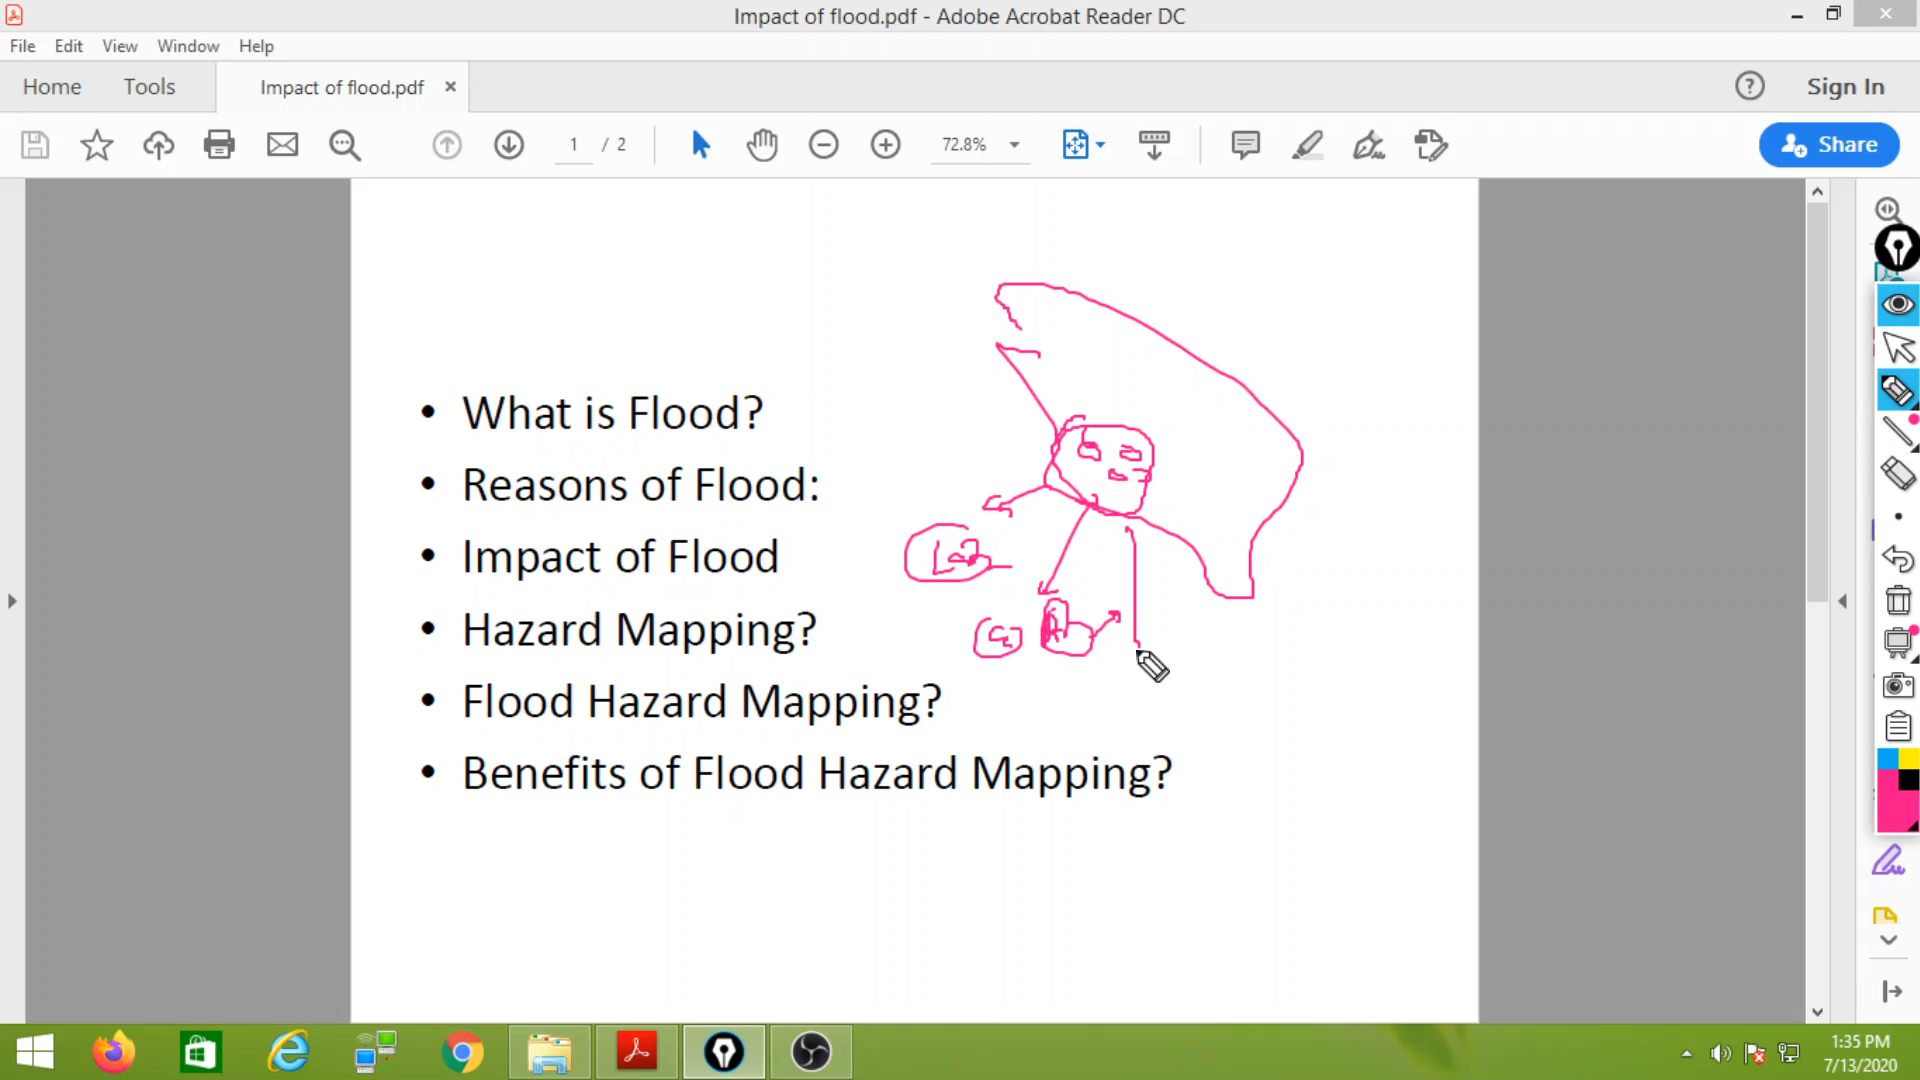 Impact of flood.pdf - Adobe Acrobat Reader DC
File Edit View Window Help
Home Tools Impact of flood.pdf × Sign In
1 / 2 72.8% Share
• What is Flood?
• Reasons of Flood:
• Impact of Flood
• Hazard Mapping?
• Flood Hazard Mapping?
• Benefits of Flood Hazard Mapping?
1:35 PM
7/13/2020